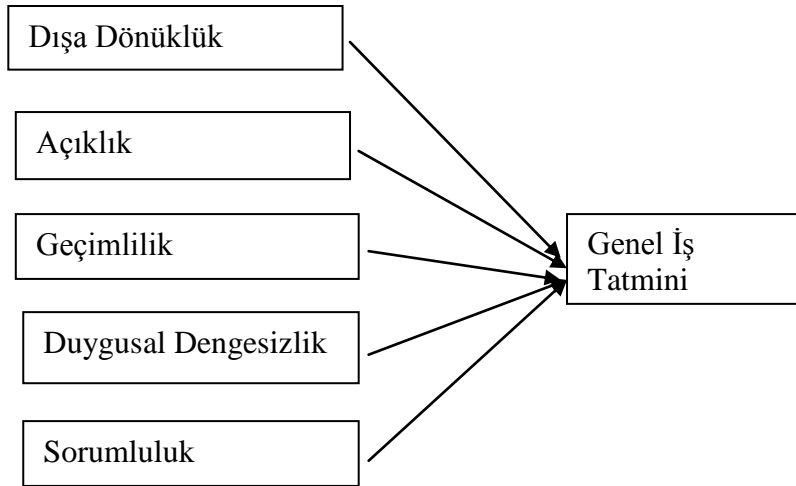 Dışa Dönüklük
Açıklık
Geçimlilik
Genel İş
Tatmini
Duygusal Dengesizlik
Sorumluluk